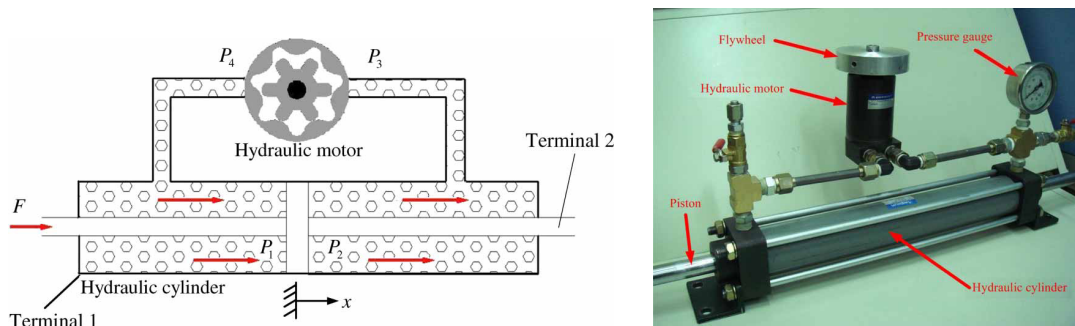 P4
P3
Hydraulic motor
Terminal 2
F
P1
P2
Hydraulic cylinder
x
Terminal 1
Flywheel
Pressure gauge
Hydraulic motor
Piston
Hydraulic cylinder